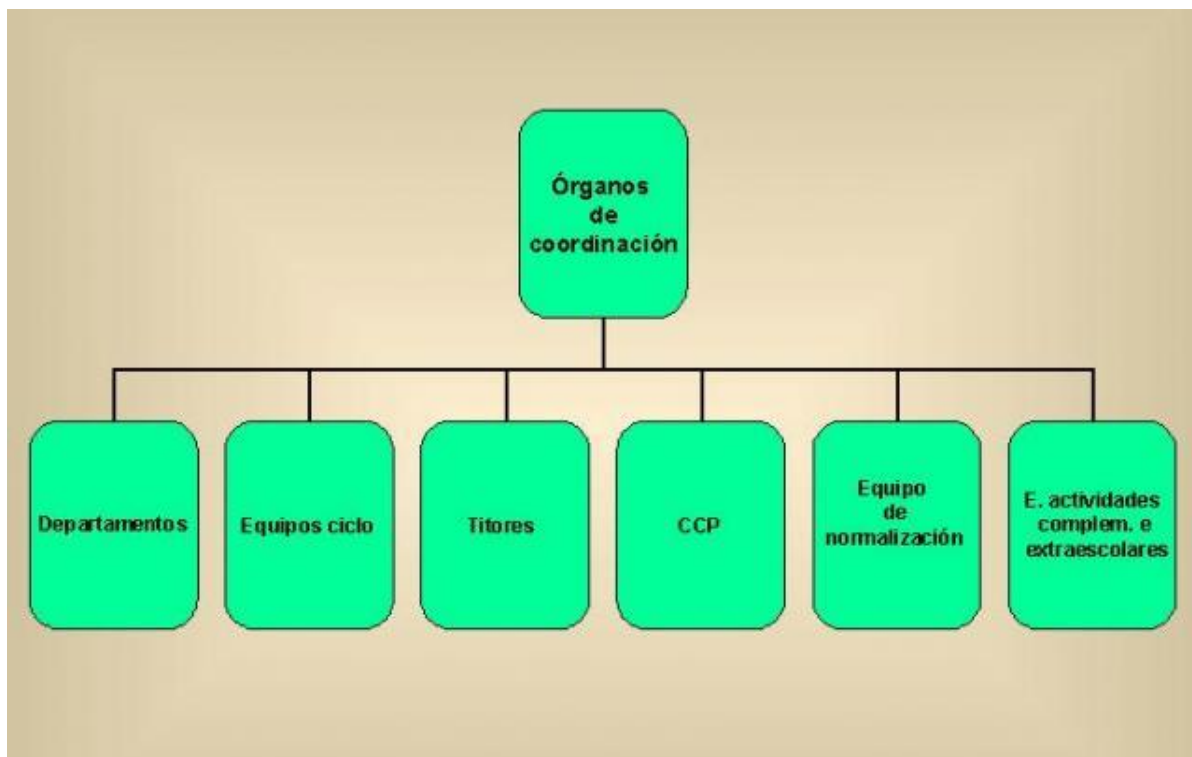 Órganos
de
coordinación
Departamentos
Equipos ciclo
Titores
CCP
Equipo
de
normalización
E. actividades
complem. e
extraescolares